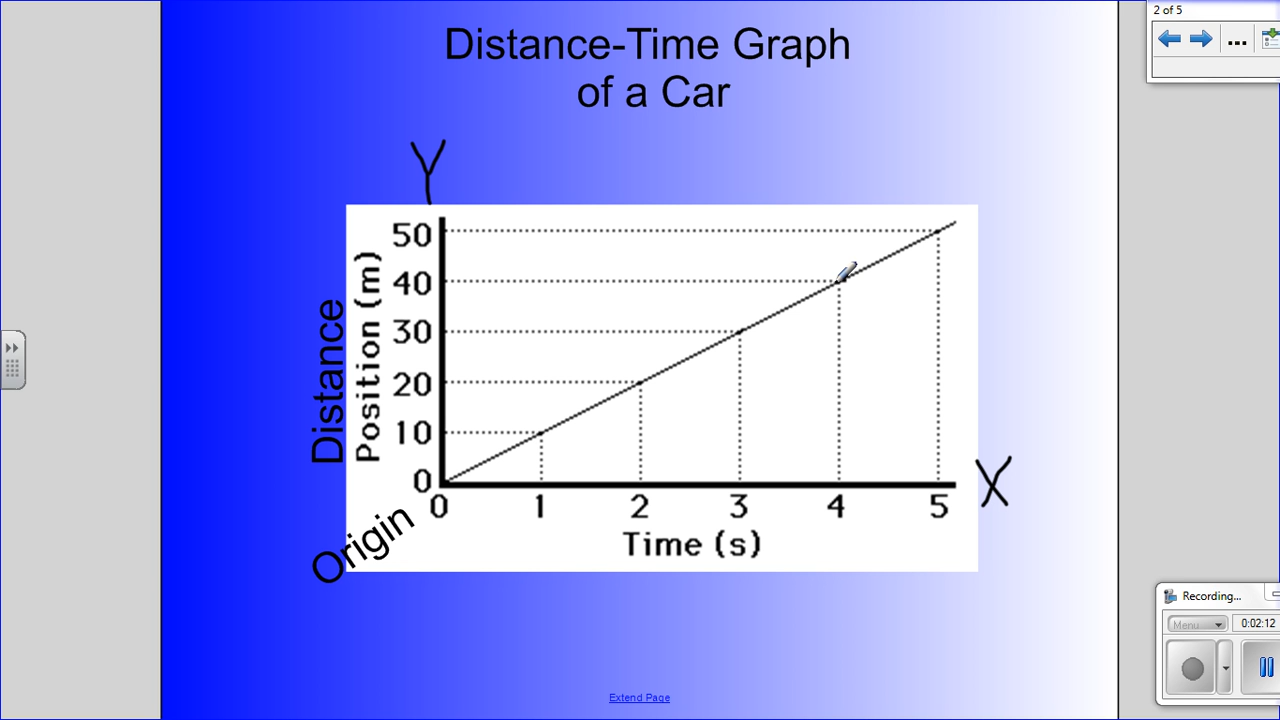 2 of 5
...
Distance-Time Graph
of a Car
Y
Distance
Position (m)
50
40
30
20
10
0
0 1 2 3 4 5
X
Time (s)
Origin
Recording...
Menu
0:02:12
Extend Page